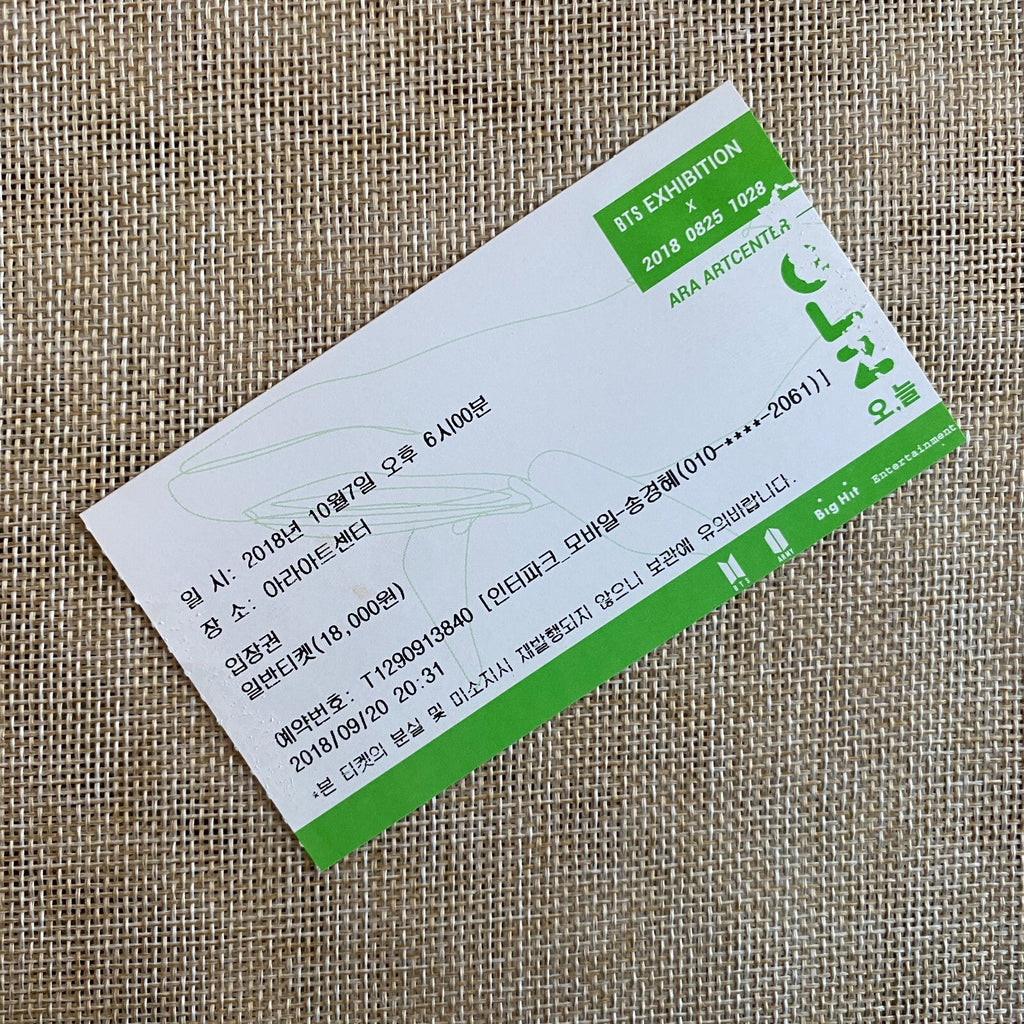 BTS EXHIBITION
X
2018 0825 1028
ARA ARTCENTER
오,늘
일 시: 2018년 10월7일 오후 6시00분
장 소: 아라아트센터
입장권
일반티켓(18,000원)
예약번호: T1290913840 [인터파크_모바일-송경혜(010-****-2061)]
2018/09/20 20:31
*본 티켓의 분실 및 미소지시 재발행되지 않으니 보관에 유의바랍니다.
BTS
ARMY
BigHit Entertainment